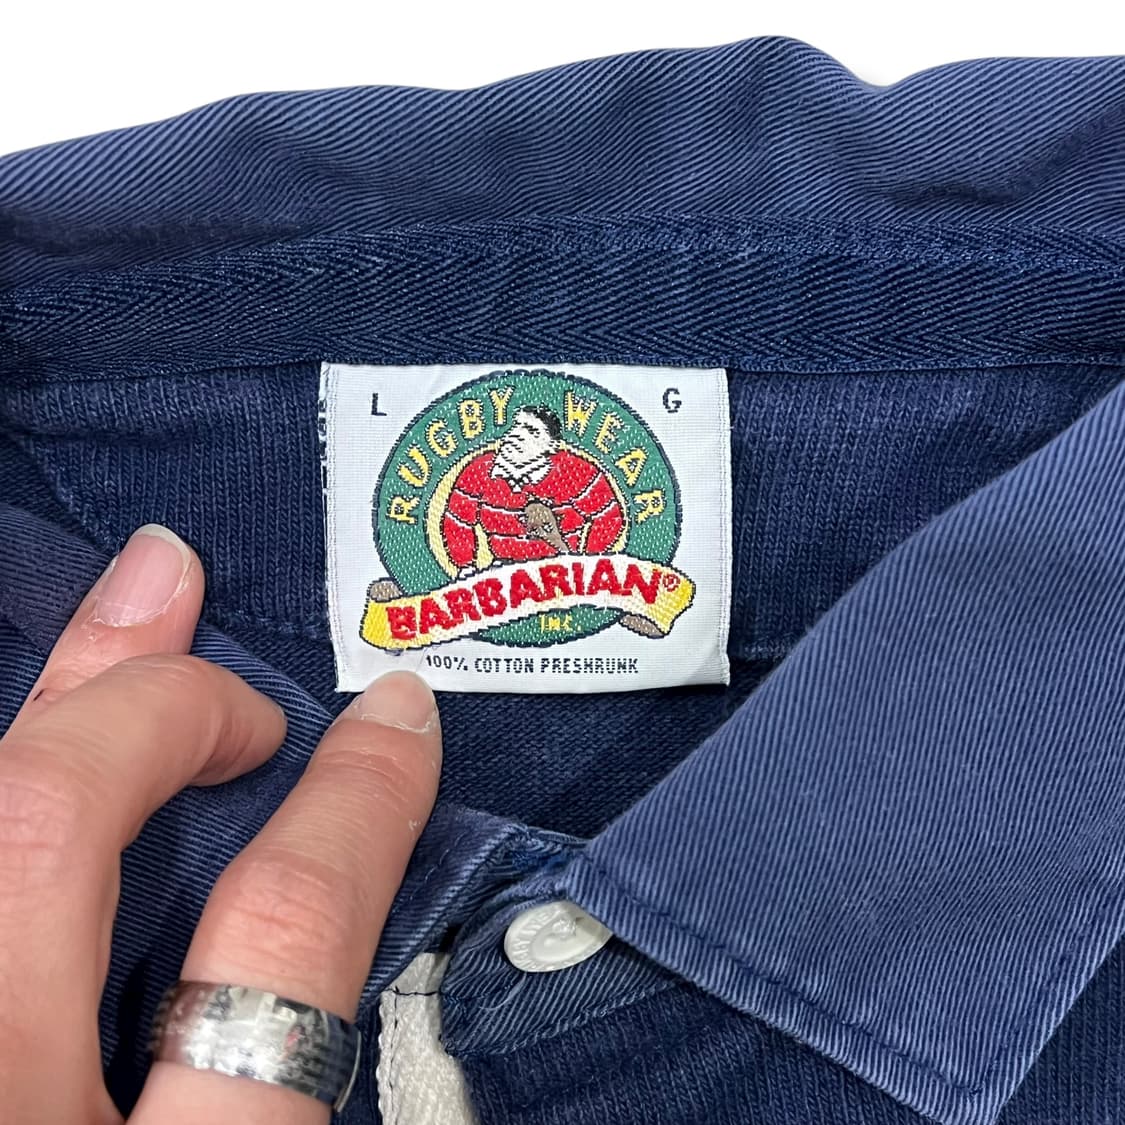 L G
RUGBY WEAR
BARBARIAN®
INC.
100% COTTON PRESHRUNK